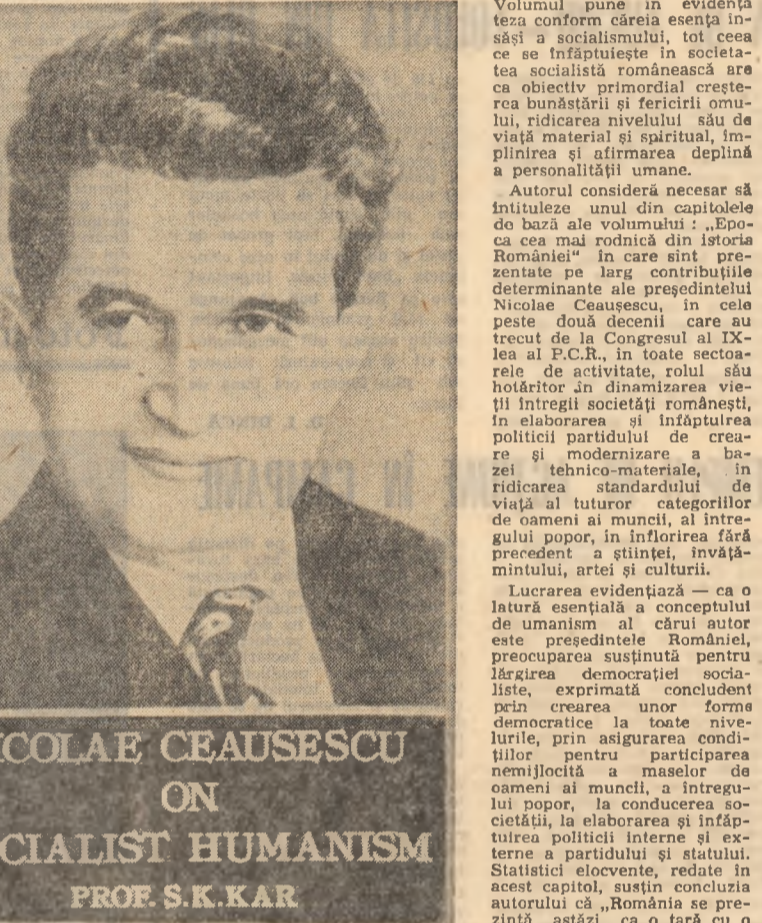 NICOLAE CEAUSESCU
ON
SOCIALIST HUMANISM
PROF. S.K.KAR
Volumul pune în evidență
teza conform căreia esența în-
săși a socialismului, tot ceea
ce se înfăptuiește în societa-
tea socialistă românească are
ca obiectiv primordial crește-
rea bunăstării și fericirii omu-
lui, ridicarea nivelului său de
viață material și spiritual, îm-
plinirea și afirmarea deplină
a personalității umane.
Autorul consideră necesar să
intituleze unul din capitolele
de bază ale volumului : „Epo-
ca cea mai rodnică din istoria
României“ în care sînt pre-
zentate pe larg contribuțiile
determinante ale președintelui
Nicolae Ceaușescu, în cele
peste două decenii care au
trecut de la Congresul al IX-
lea al P.C.R., în toate sectoa-
rele de activitate, rolul său
hotărîtor în dinamizarea vie-
ții întregii societăți românești,
în elaborarea și înfăptuirea
politicii partidului de crea-
re și modernizare a ba-
zei tehnico-materiale, în
ridicarea standardului de
viață al tuturor categoriilor
de oameni ai muncii, al între-
gului popor, în înflorirea fără
precedent a științei, învăță-
mîntului, artei și culturii.
Lucrarea evidențiază — ca o
latură esențială a conceptului
de umanism al cărui autor
este președintele României,
preocuparea susținută pentru
lărgirea democrației socia-
liste, exprimată concludent
prin crearea unor forme
democratice la toate nive-
lurile, prin asigurarea condi-
țiilor pentru participarea
nemijlocită a maselor de
oameni ai muncii, a întregu-
lui popor, la conducerea so-
cietății, la elaborarea și înfăp-
tuirea politicii interne și ex-
terne a partidului și statului.
Statistici elocvente, redate în
acest capitol, susțin concluzia
autorului că „România se pre-
zintă astăzi ca o țară cu o